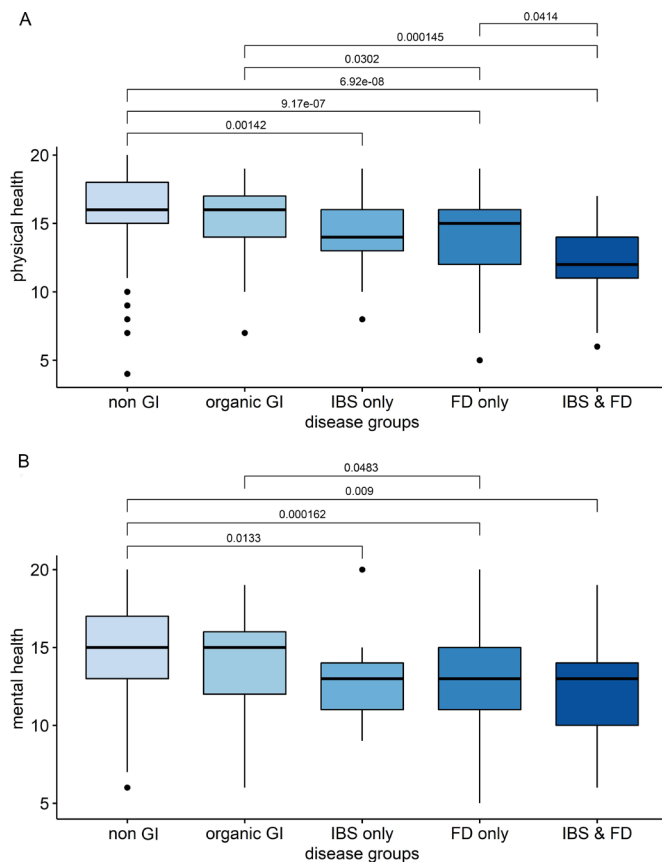 A
0.0414
0.000145
0.0302
6.92e-08
9.17e-07
0.00142
20
15
10
5
physical health
non GI organic GI IBS only FD only IBS & FD
disease groups
B
0.0483
0.009
0.000162
0.0133
20
15
10
5
mental health
non GI organic GI IBS only FD only IBS & FD
disease groups